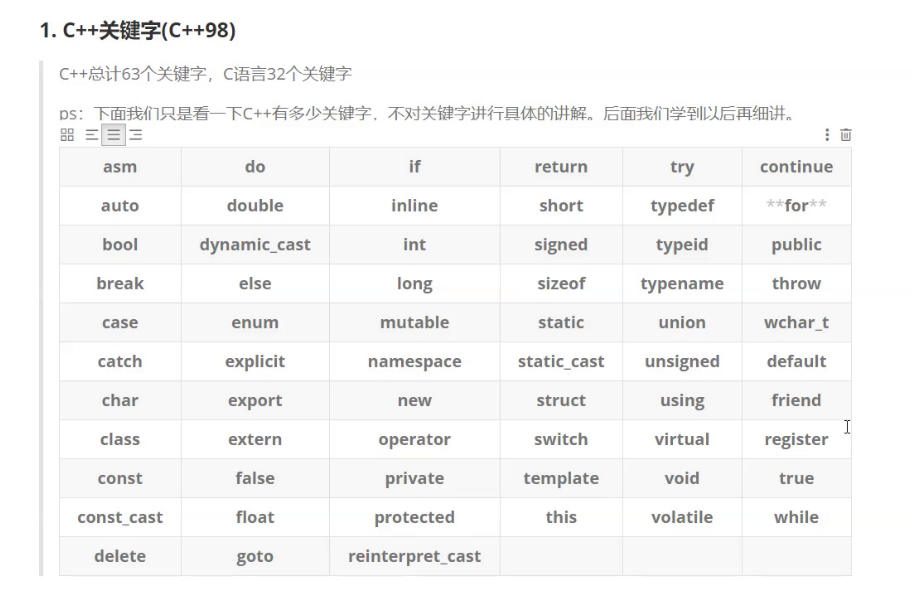 1. C++关键字(C++98)
C++总计63个关键字，C语言32个关键字
ps：下面我们只是看一下C++有多少关键字，不对关键字进行具体的讲解。后面我们学到以后再细讲。
asm do if return try continue
auto double inline short typedef **for**
bool dynamic_cast int signed typeid public
break else long sizeof typename throw
case enum mutable static union wchar_t
catch explicit namespace static_cast unsigned default
char export new struct using friend
class extern operator switch virtual register
const false private template void true
const_cast float protected this volatile while
delete goto reinterpret_cast